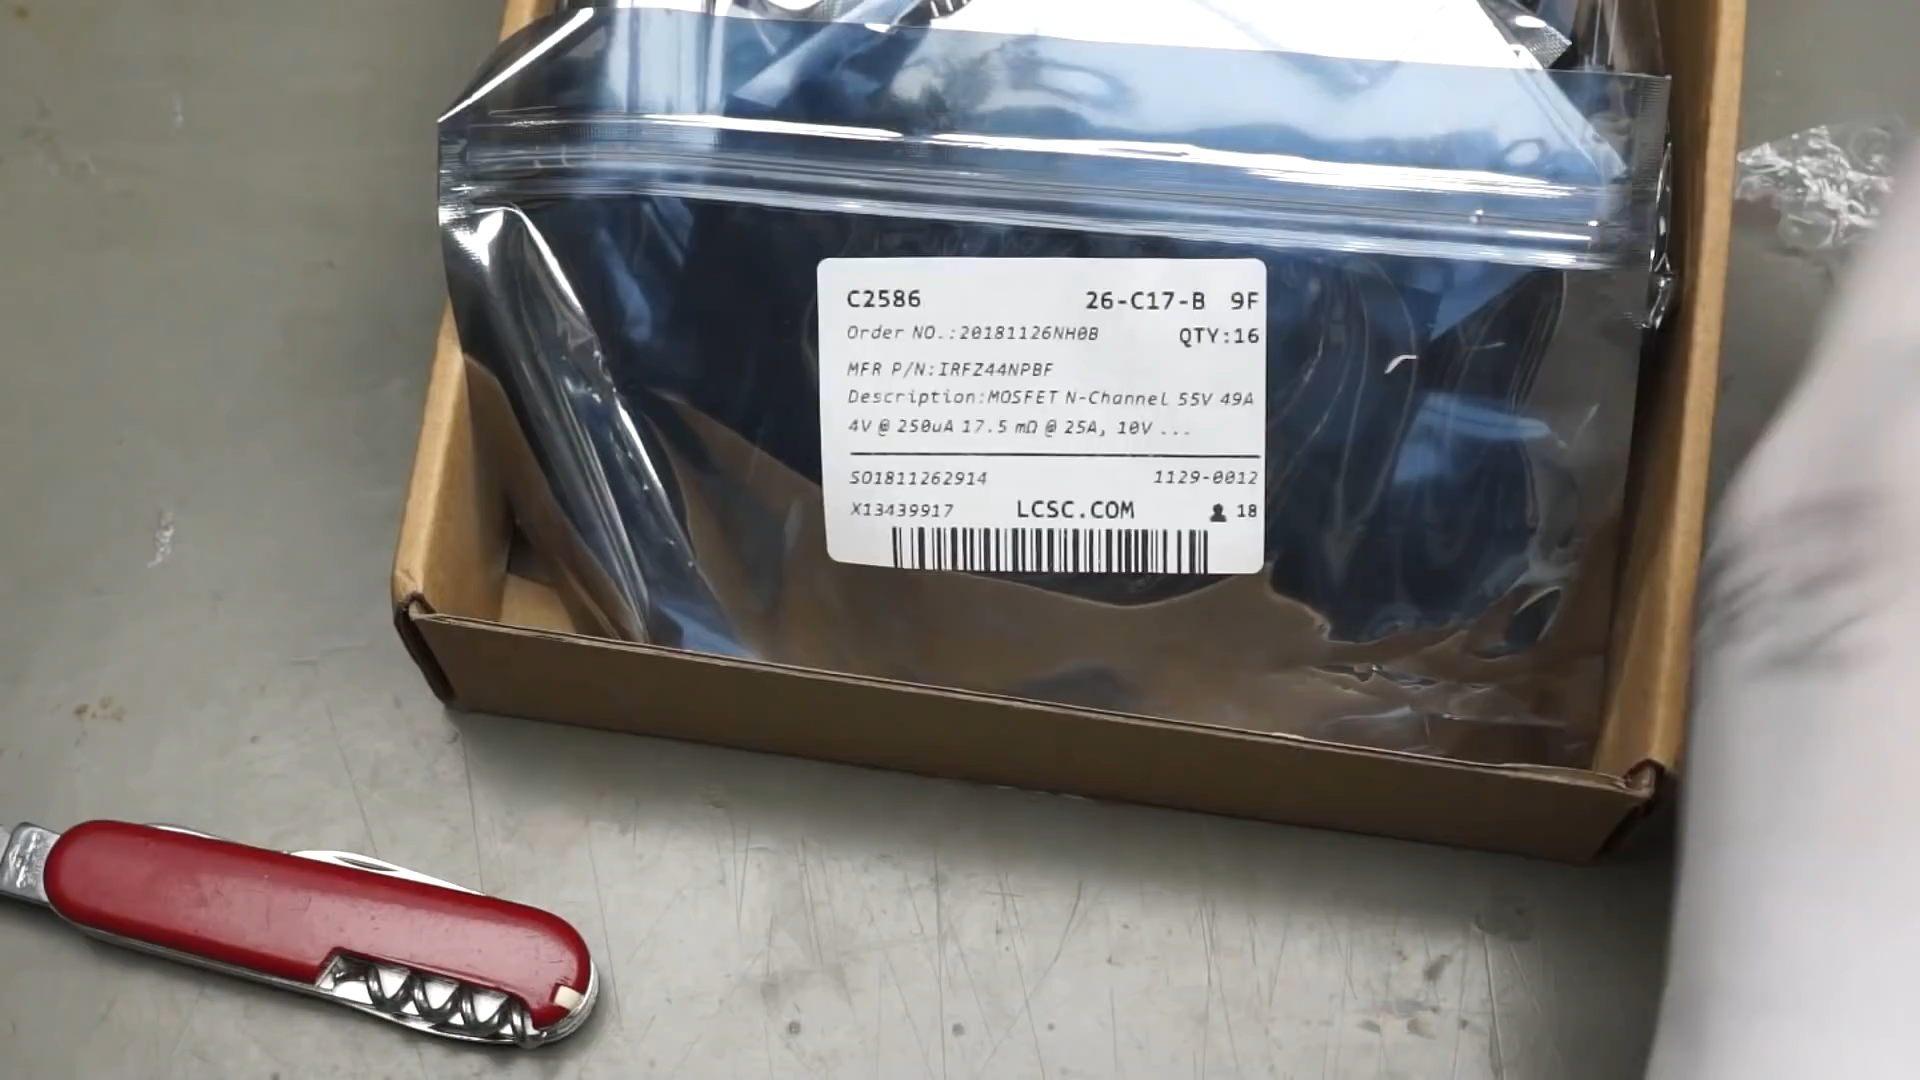 C2586 26-C17-B 9F
Order NO.:20181126NH0B QTY:16
MFR P/N:IRFZ44NPBF
Description:MOSFET N-Channel 55V 49A
4V @ 250uA 17.5 mΩ @ 25A, 10V ...
SO1811262914 1129-0012
X13439917 LCSC.COM 18